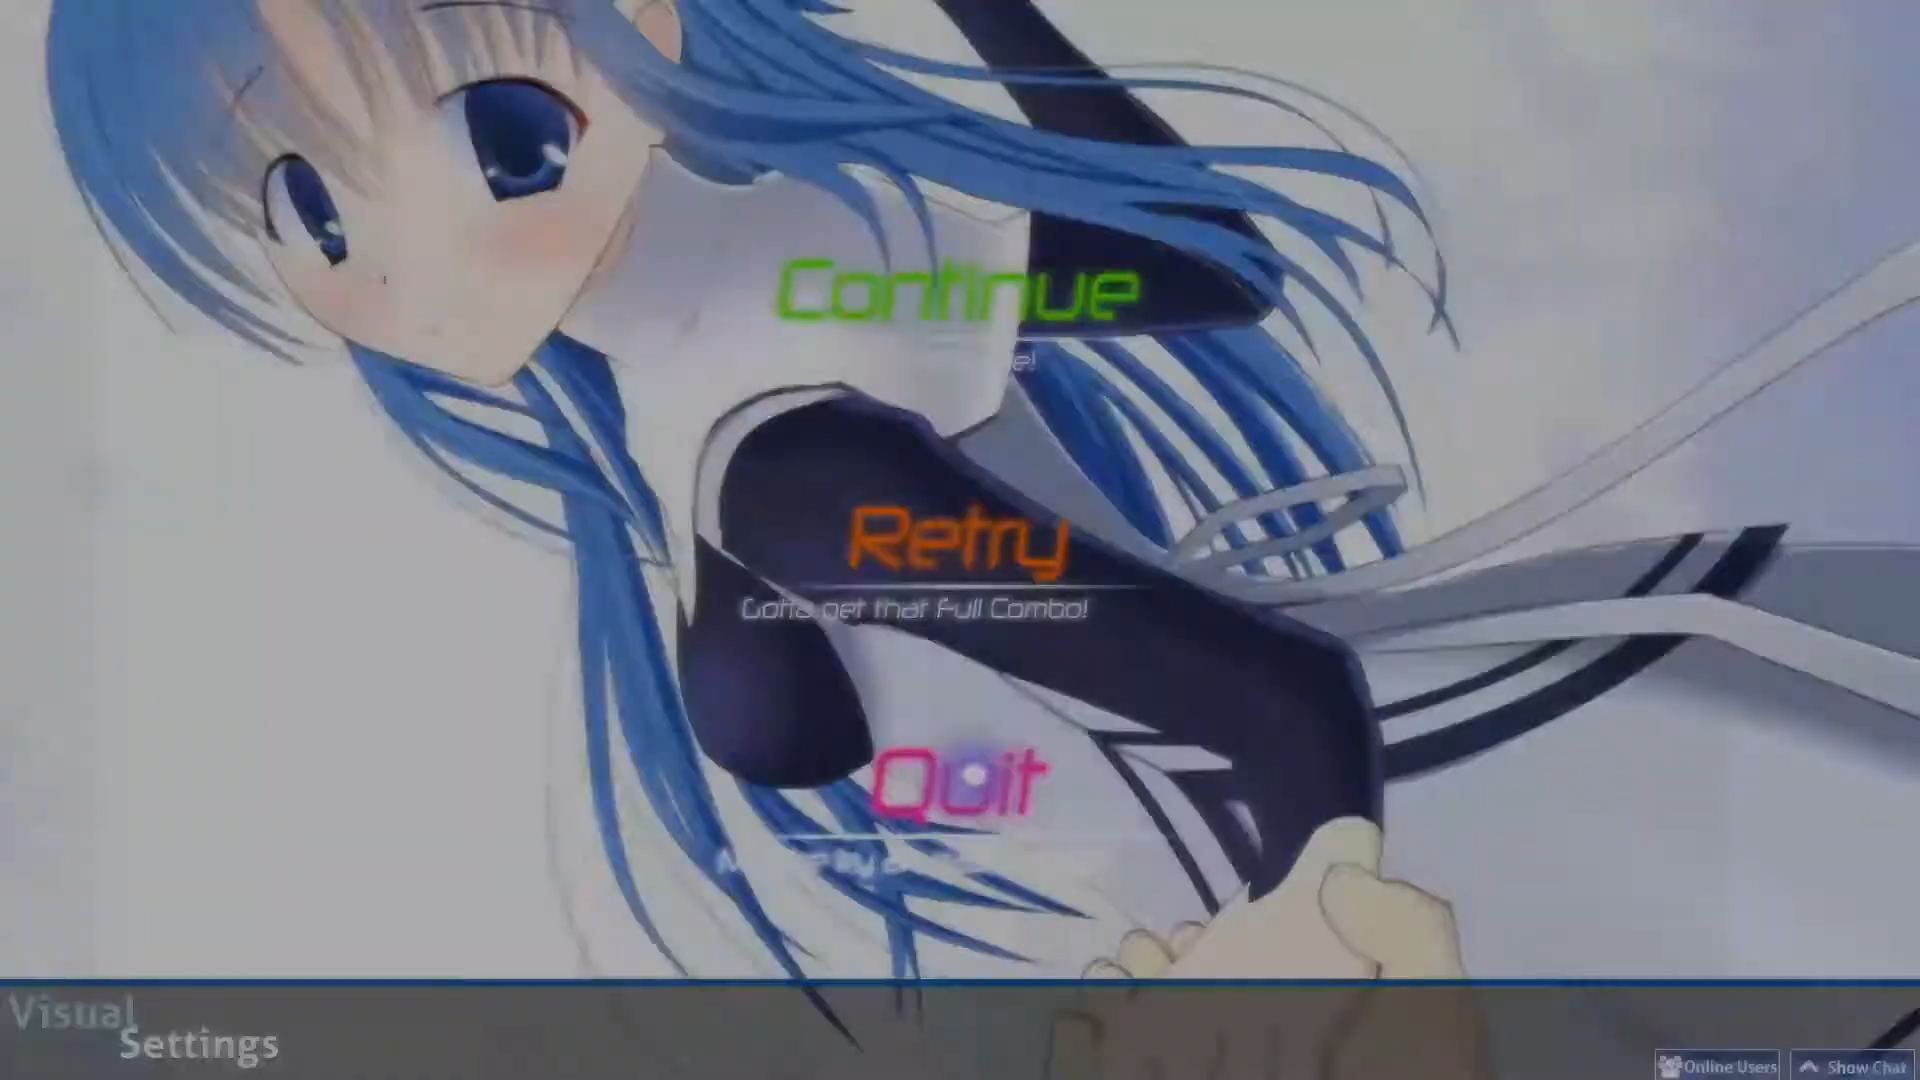 Continue
e!
Retry
Gotta get that Full Combo!
Quit
Visual
Settings
Online Users
Show Chat